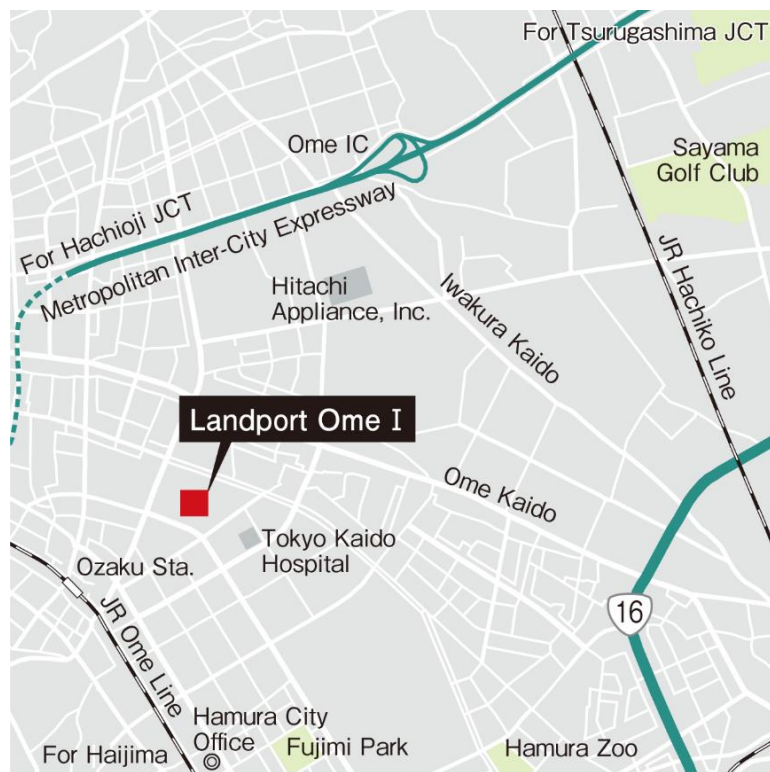 For Tsurugashima JCT
Ome IC
Sayama
Golf Club
For Hachioji JCT
Metropolitan Inter-City Expressway
JR Hachiko Line
Hitachi
Appliance, Inc.
Iwakura Kaido
Landport Ome I
Ome Kaido
Tokyo Kaido
Hospital
Ozaku Sta.
16
JR Ome Line
Hamura City
Office
For Haijima
Fujimi Park
Hamura Zoo